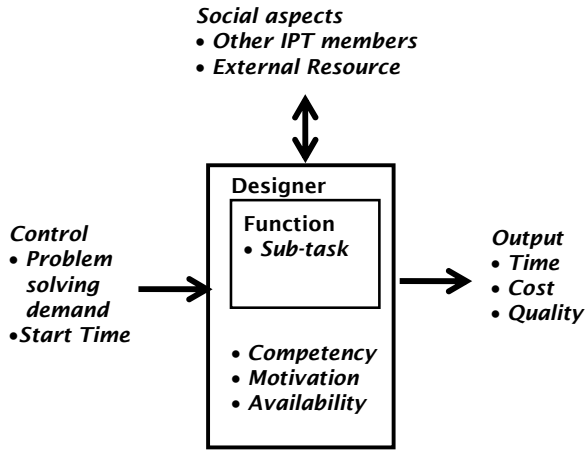 Social aspects
• Other IPT members
• External Resource
Designer
Function
• Sub-task
Control
• Problem
solving
demand
•Start Time
Output
• Time
• Cost
• Quality
• Competency
• Motivation
• Availability